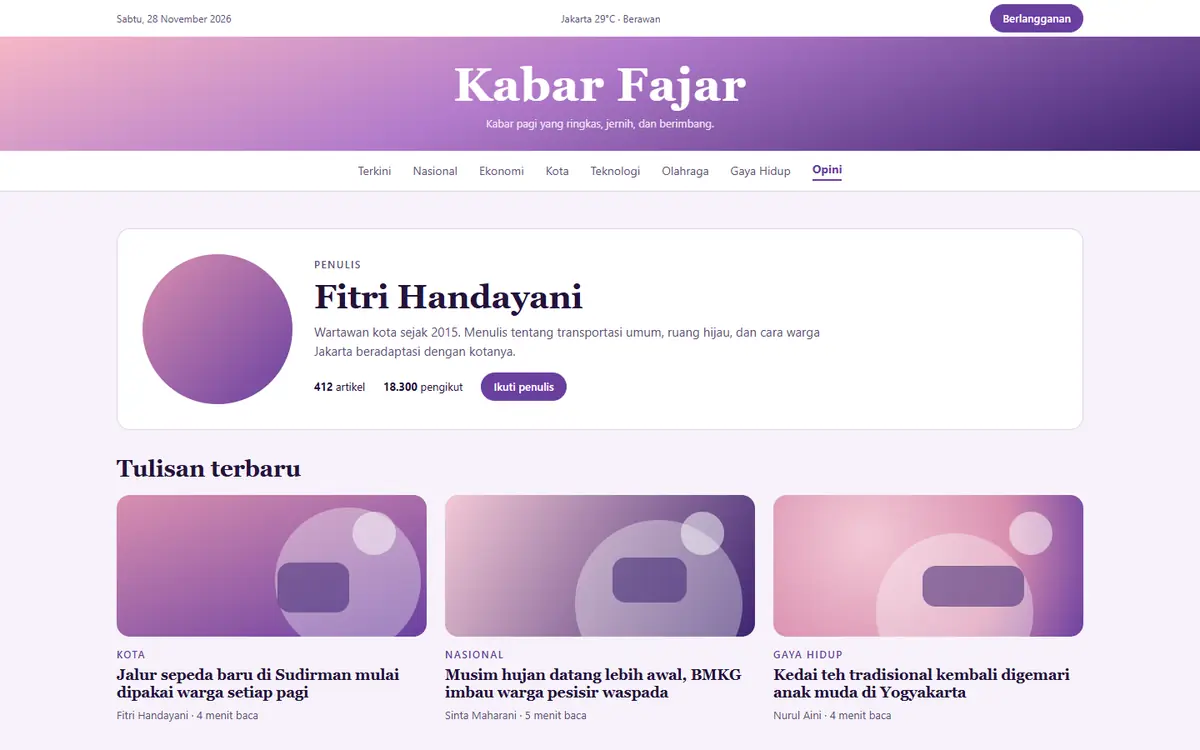 Sabtu, 28 November 2026
Jakarta 29°C · Berawan
Berlangganan
Kabar Fajar
Kabar pagi yang ringkas, jernih, dan berimbang.
Terkini
Nasional
Ekonomi
Kota
Teknologi
Olahraga
Gaya Hidup
Opini
PENULIS
Fitri Handayani
Wartawan kota sejak 2015. Menulis tentang transportasi umum, ruang hijau, dan cara warga
Jakarta beradaptasi dengan kotanya.
412 artikel
18.300 pengikut
Ikuti penulis
Tulisan terbaru
KOTA
Jalur sepeda baru di Sudirman mulai
dipakai warga setiap pagi
Fitri Handayani · 4 menit baca
NASIONAL
Musim hujan datang lebih awal, BMKG
imbau warga pesisir waspada
Sinta Maharani · 5 menit baca
GAYA HIDUP
Kedai teh tradisional kembali digemari
anak muda di Yogyakarta
Nurul Aini · 4 menit baca